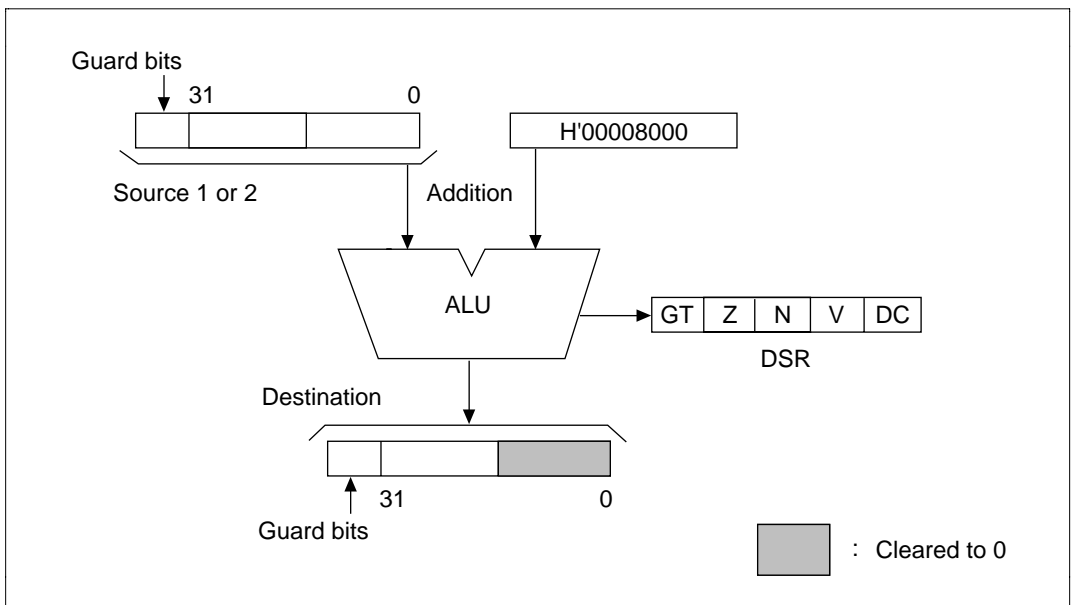 Guard bits
31 0
H'00008000
Source 1 or 2
Addition
ALU
GT Z N V DC
DSR
Destination
31 0
Guard bits
: Cleared to 0